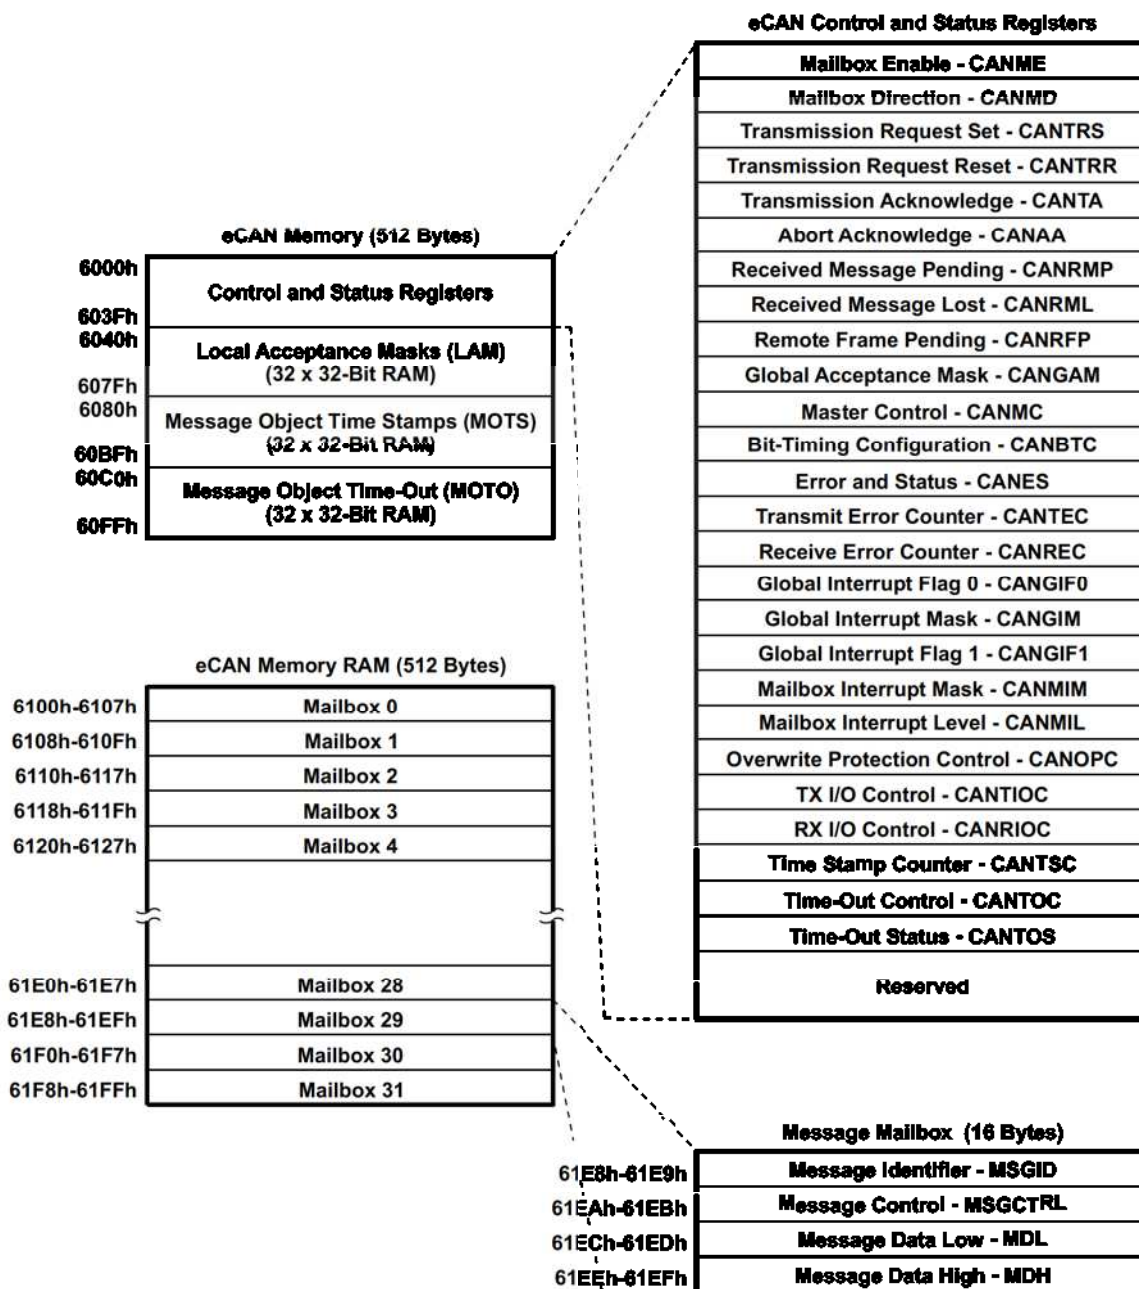 eCAN Control and Status Registers
Mailbox Enable - CANME
Mailbox Direction - CANMD
Transmission Request Set - CANTRS
Transmission Request Reset - CANTRR
Transmission Acknowledge - CANTA
Abort Acknowledge - CANAA
Received Message Pending - CANRMP
Received Message Lost - CANRML
Remote Frame Pending - CANRFP
Global Acceptance Mask - CANGAM
Master Control - CANMC
Bit-Timing Configuration - CANBTC
Error and Status - CANES
Transmit Error Counter - CANTEC
Receive Error Counter - CANREC
Global Interrupt Flag 0 - CANGIF0
Global Interrupt Mask - CANGIM
Global Interrupt Flag 1 - CANGIF1
Mailbox Interrupt Mask - CANMIM
Mailbox Interrupt Level - CANMIL
Overwrite Protection Control - CANOPC
TX I/O Control - CANTIOC
RX I/O Control - CANRIOC
Time Stamp Counter - CANTSC
Time-Out Control - CANTOC
Time-Out Status - CANTOS
Reserved
eCAN Memory (512 Bytes)
6000h
Control and Status Registers
603Fh
6040h
Local Acceptance Masks (LAM)
(32 x 32-Bit RAM)
607Fh
6080h
Message Object Time Stamps (MOTS)
(32 x 32-Bit RAM)
60BFh
60C0h
Message Object Time-Out (MOTO)
(32 x 32-Bit RAM)
60FFh
eCAN Memory RAM (512 Bytes)
6100h-6107h Mailbox 0
6108h-610Fh Mailbox 1
6110h-6117h Mailbox 2
6118h-611Fh Mailbox 3
6120h-6127h Mailbox 4
61E0h-61E7h Mailbox 28
61E8h-61EFh Mailbox 29
61F0h-61F7h Mailbox 30
61F8h-61FFh Mailbox 31
Message Mailbox (16 Bytes)
61E8h-61E9h Message Identifier - MSGID
61EAh-61EBh Message Control - MSGCTRL
61ECh-61EDh Message Data Low - MDL
61EEh-61EFh Message Data High - MDH